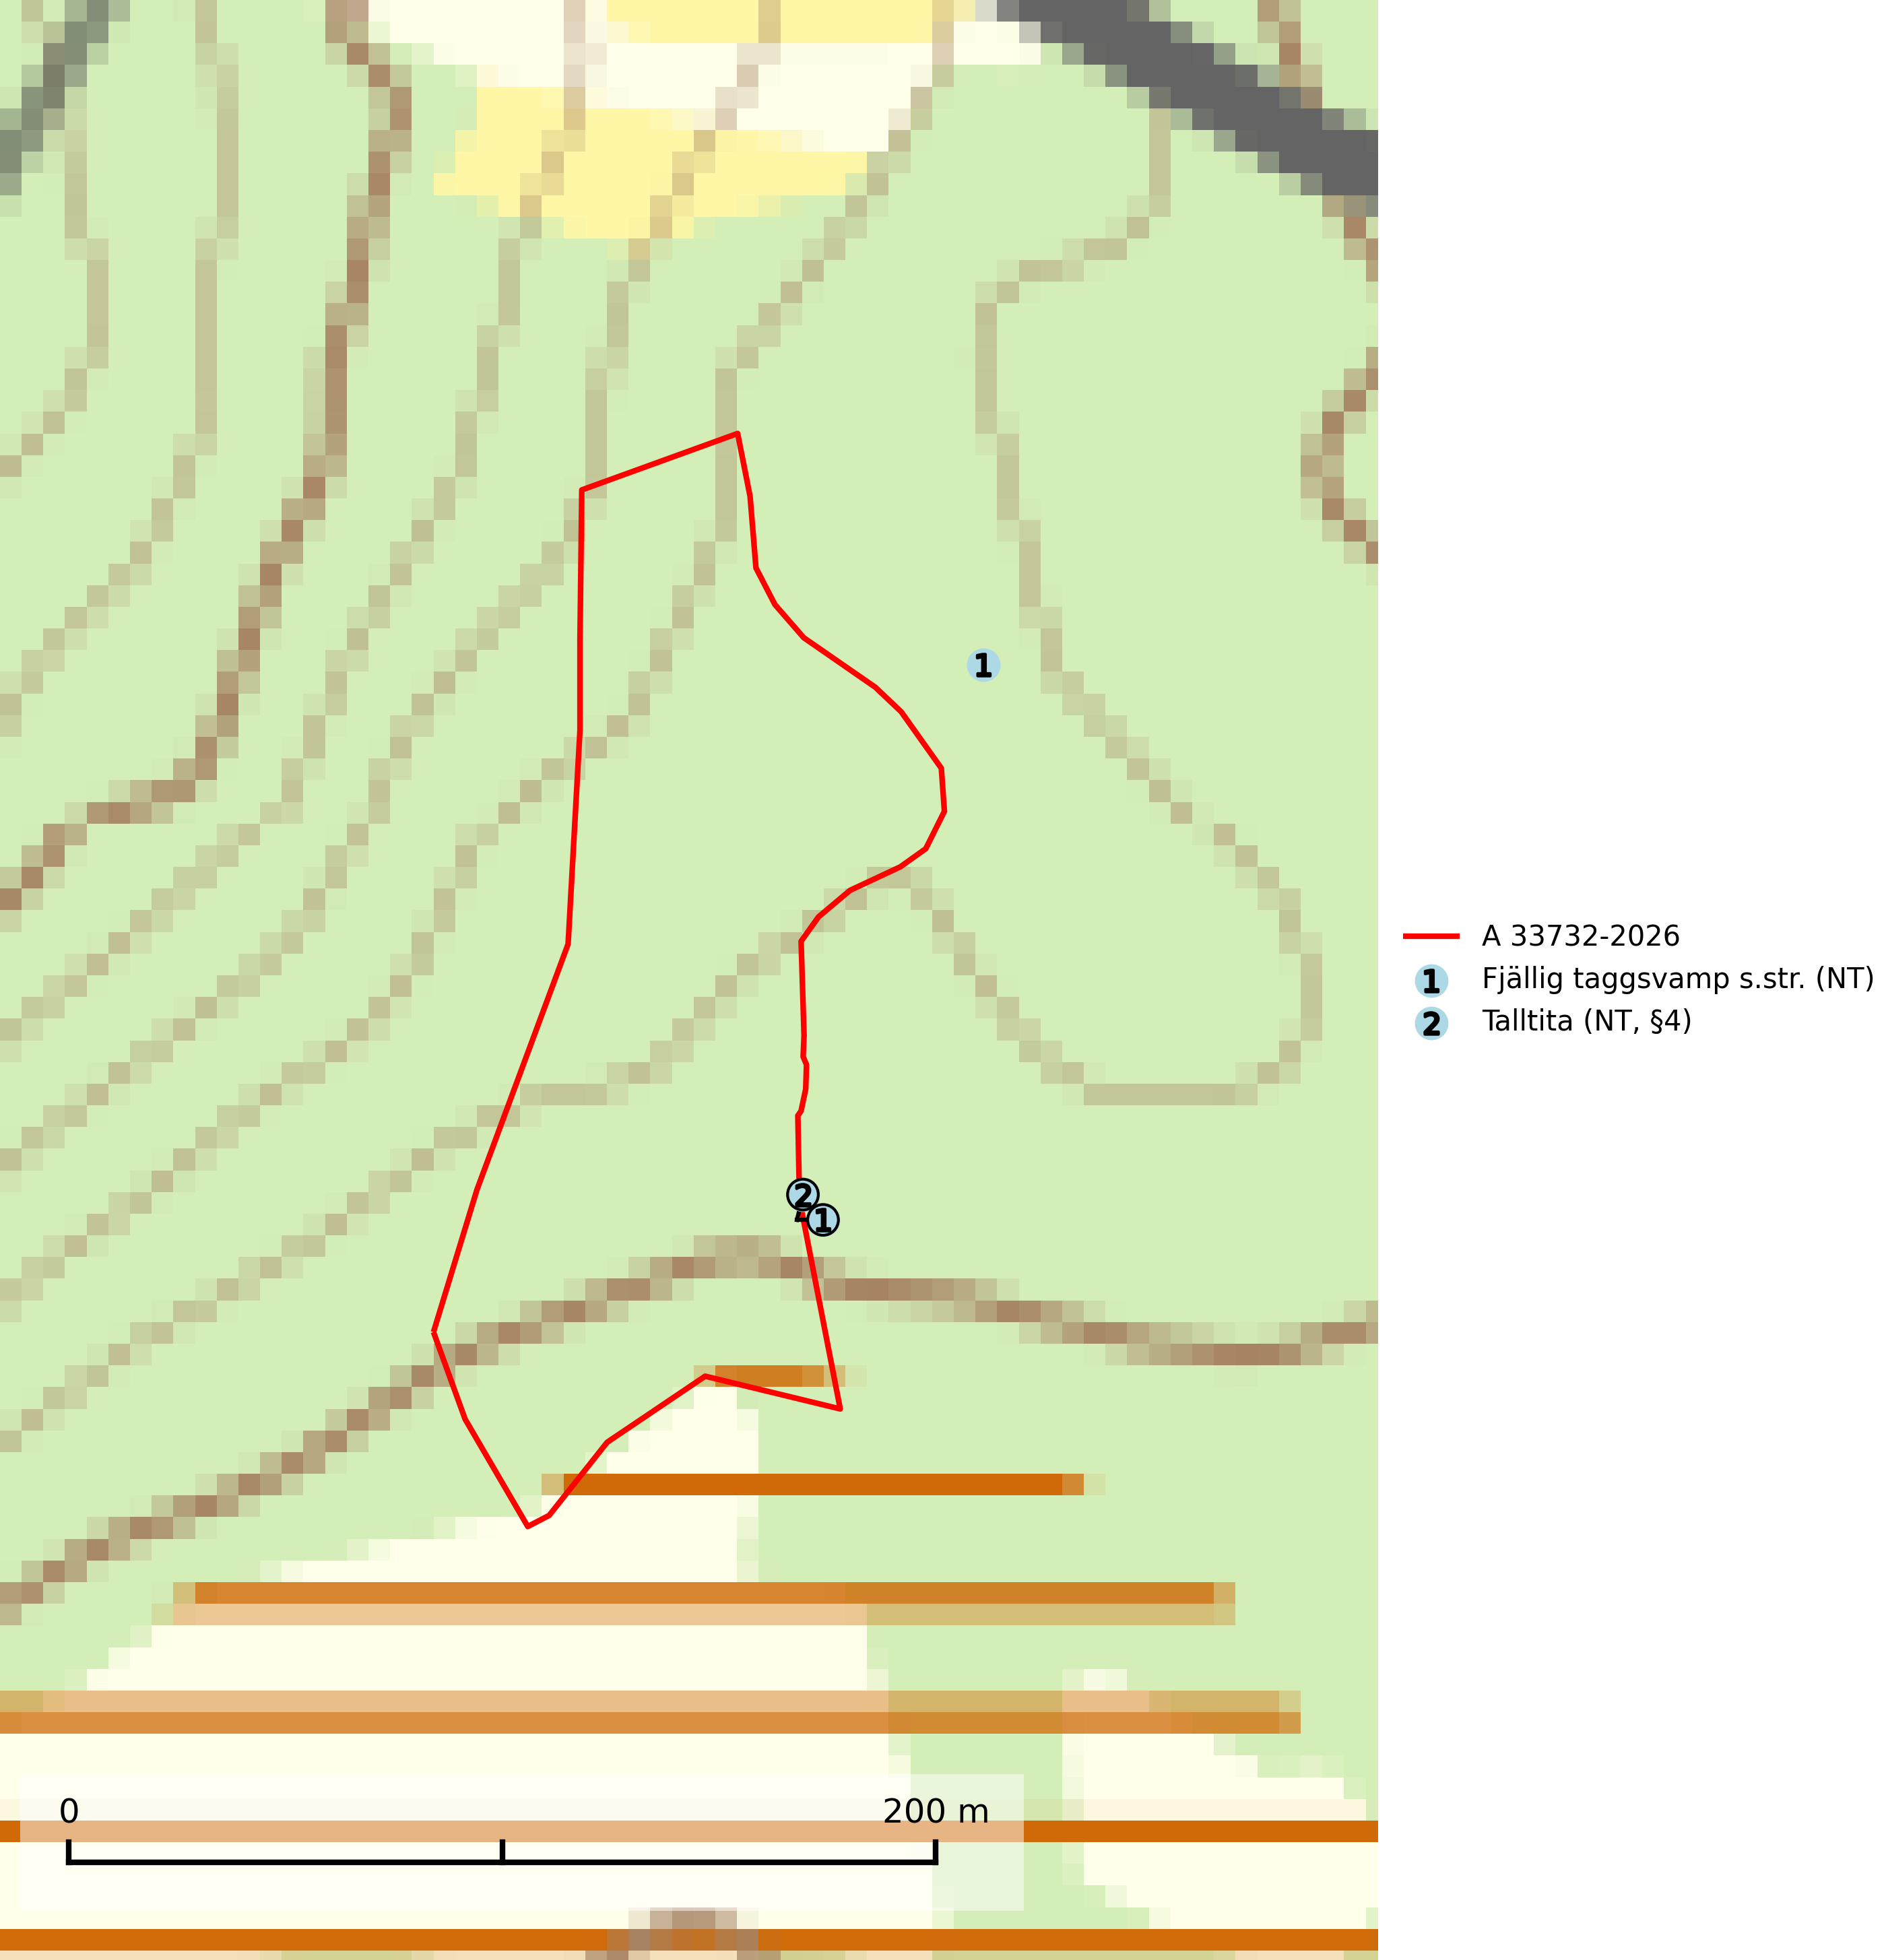 1
2
1
A 33732-2026
1 Fjällig taggsvamp s.str. (NT)
2 Talltita (NT, §4)
0 200 m